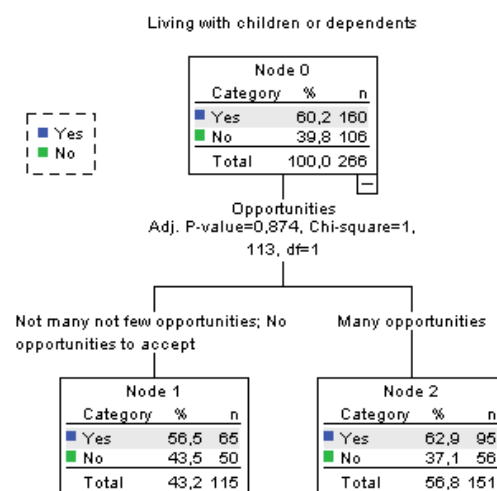 Living with children or dependents
Yes
No
Node 0
Category % n
Yes 60,2 160
No 39,8 106
Total 100,0 266
Opportunities
Adj. P-value=0,874, Chi-square=1,
113, df=1
Not many not few opportunities; No
opportunities to accept
Many opportunities
Node 1
Category % n
Yes 56,5 65
No 43,5 50
Total 43,2 115
Node 2
Category % n
Yes 62,9 95
No 37,1 56
Total 56,8 151